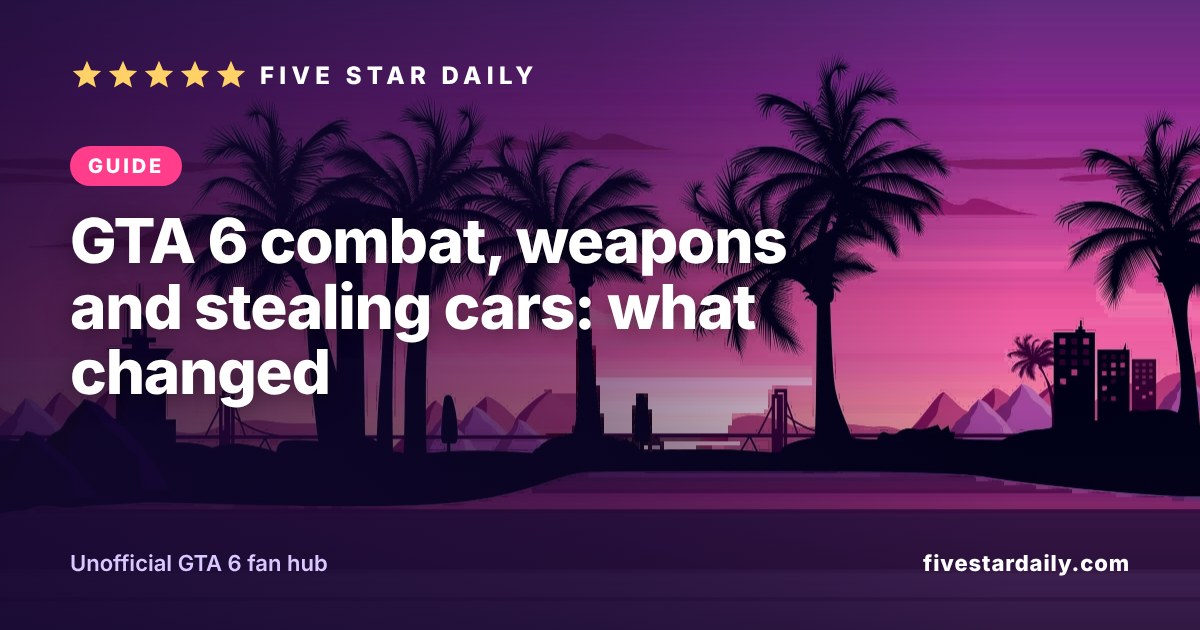 FIVE STAR DAILY
GUIDE
GTA 6 combat, weapons
and stealing cars: what
changed
Unofficial GTA 6 fan hub
fivestardaily.com